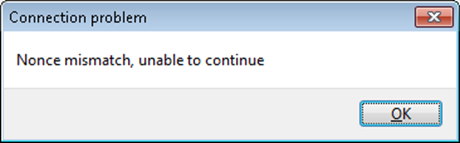 Connection problem
Nonce mismatch, unable to continue
OK